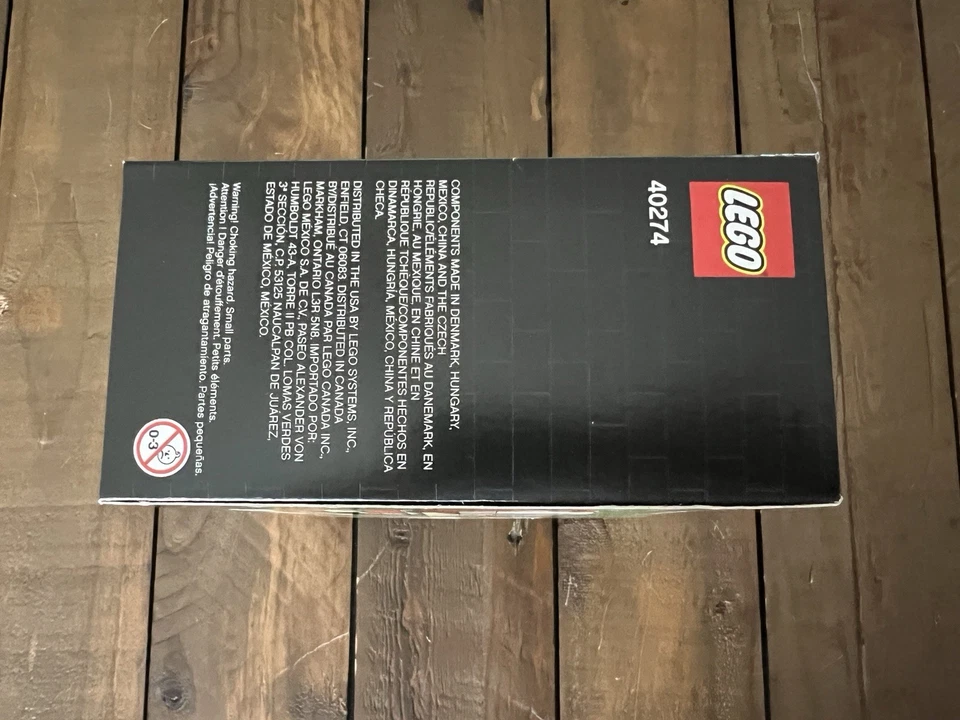 LEGO
40274
COMPONENTS MADE IN DENMARK, HUNGARY,
MEXICO, CHINA AND THE CZECH
REPUBLIC/ÉLÉMENTS FABRIQUÉS AU DANEMARK, EN
HONGRIE, AU MEXIQUE, EN CHINE ET EN
RÉPUBLIQUE TCHÈQUE/COMPONENTES HECHOS EN
DINAMARCA, HUNGRÍA, MÉXICO, CHINA Y REPÚBLICA
CHECA.
DISTRIBUTED IN THE USA BY LEGO SYSTEMS, INC.,
ENFIELD, CT 06083. DISTRIBUTED IN CANADA
BY/DISTRIBUÉ AU CANADA PAR LEGO CANADA INC.,
MARKHAM, ONTARIO L3R 5N8. IMPORTADO POR:
LEGO MÉXICO S.A. DE C.V., PASEO ALEXANDER VON
HUMBOLDT 43-A, TORRE II PB COL. LOMAS VERDES
3ª SECCIÓN, C.P. 53125 NAUCALPAN DE JUÁREZ,
ESTADO DE MÉXICO, MÉXICO.
Warning! Choking hazard. Small parts.
Attention ! Danger d'étouffement. Petits éléments.
¡Advertencia! Peligro de atragantamiento. Partes pequeñas.
0-3